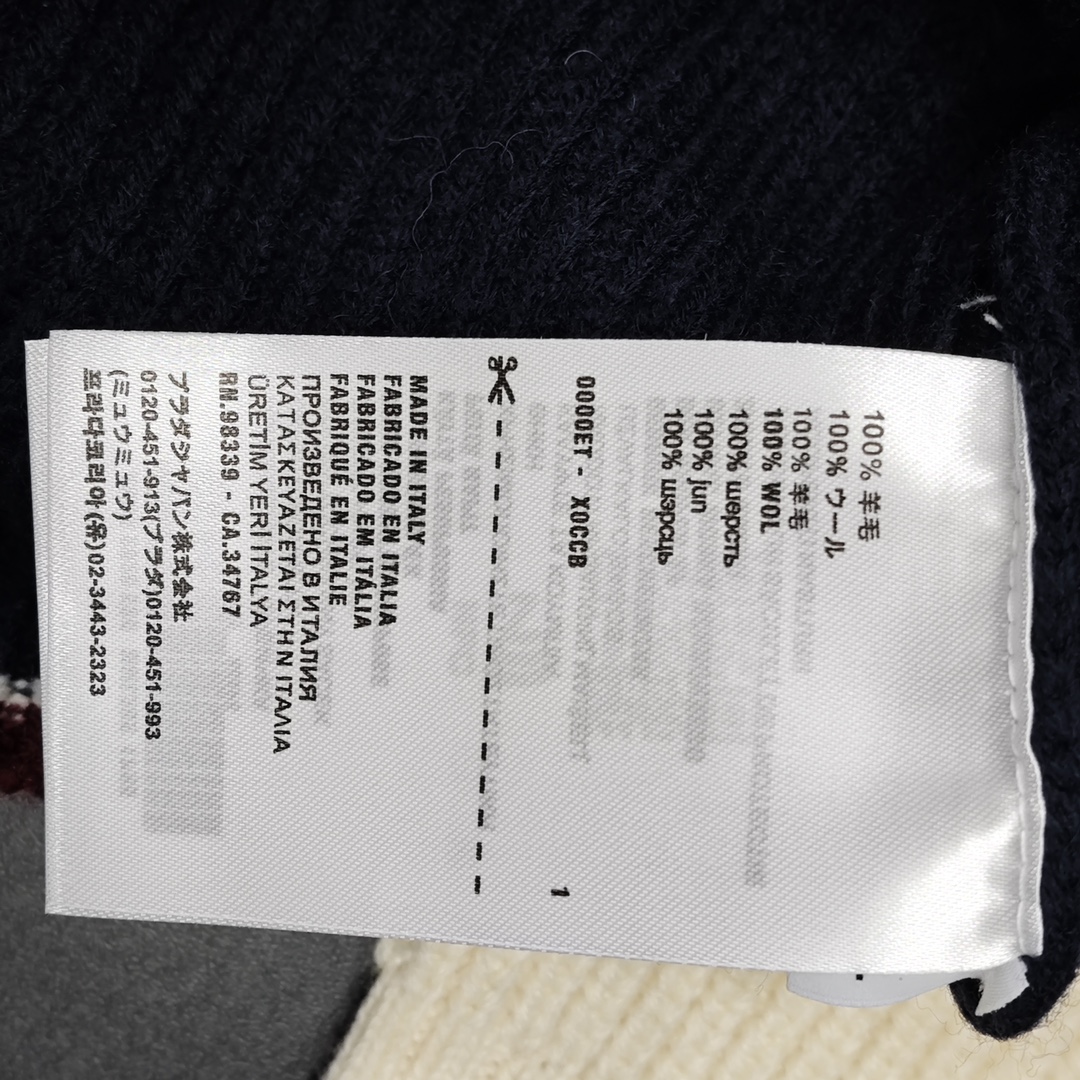 100% 羊毛
100% ウール
100% 羊毛
100% WOL
100% шерсть
100% jun
100% шэрсць
0000ET - X0CCB
1
MADE IN ITALY
FABRICADO EN ITALIA
FABRICADO EM ITÁLIA
FABRIQUÉ EN ITALIE
ПРОИЗВЕДЕНО В ИТАЛИЯ
ΚΑΤΑΣΚΕΥΑΖΕΤΑΙ ΣΤΗ Ν ΙΤΑΛΙΑ
ÜRETİM YERİ İTALYA
RN.98339 - CA.34767
プラダジャパン株式会社
0120-451-913(プラダ)0120-451-993
(ミュウミュウ)
프라다코리아(유)02-3443-2323